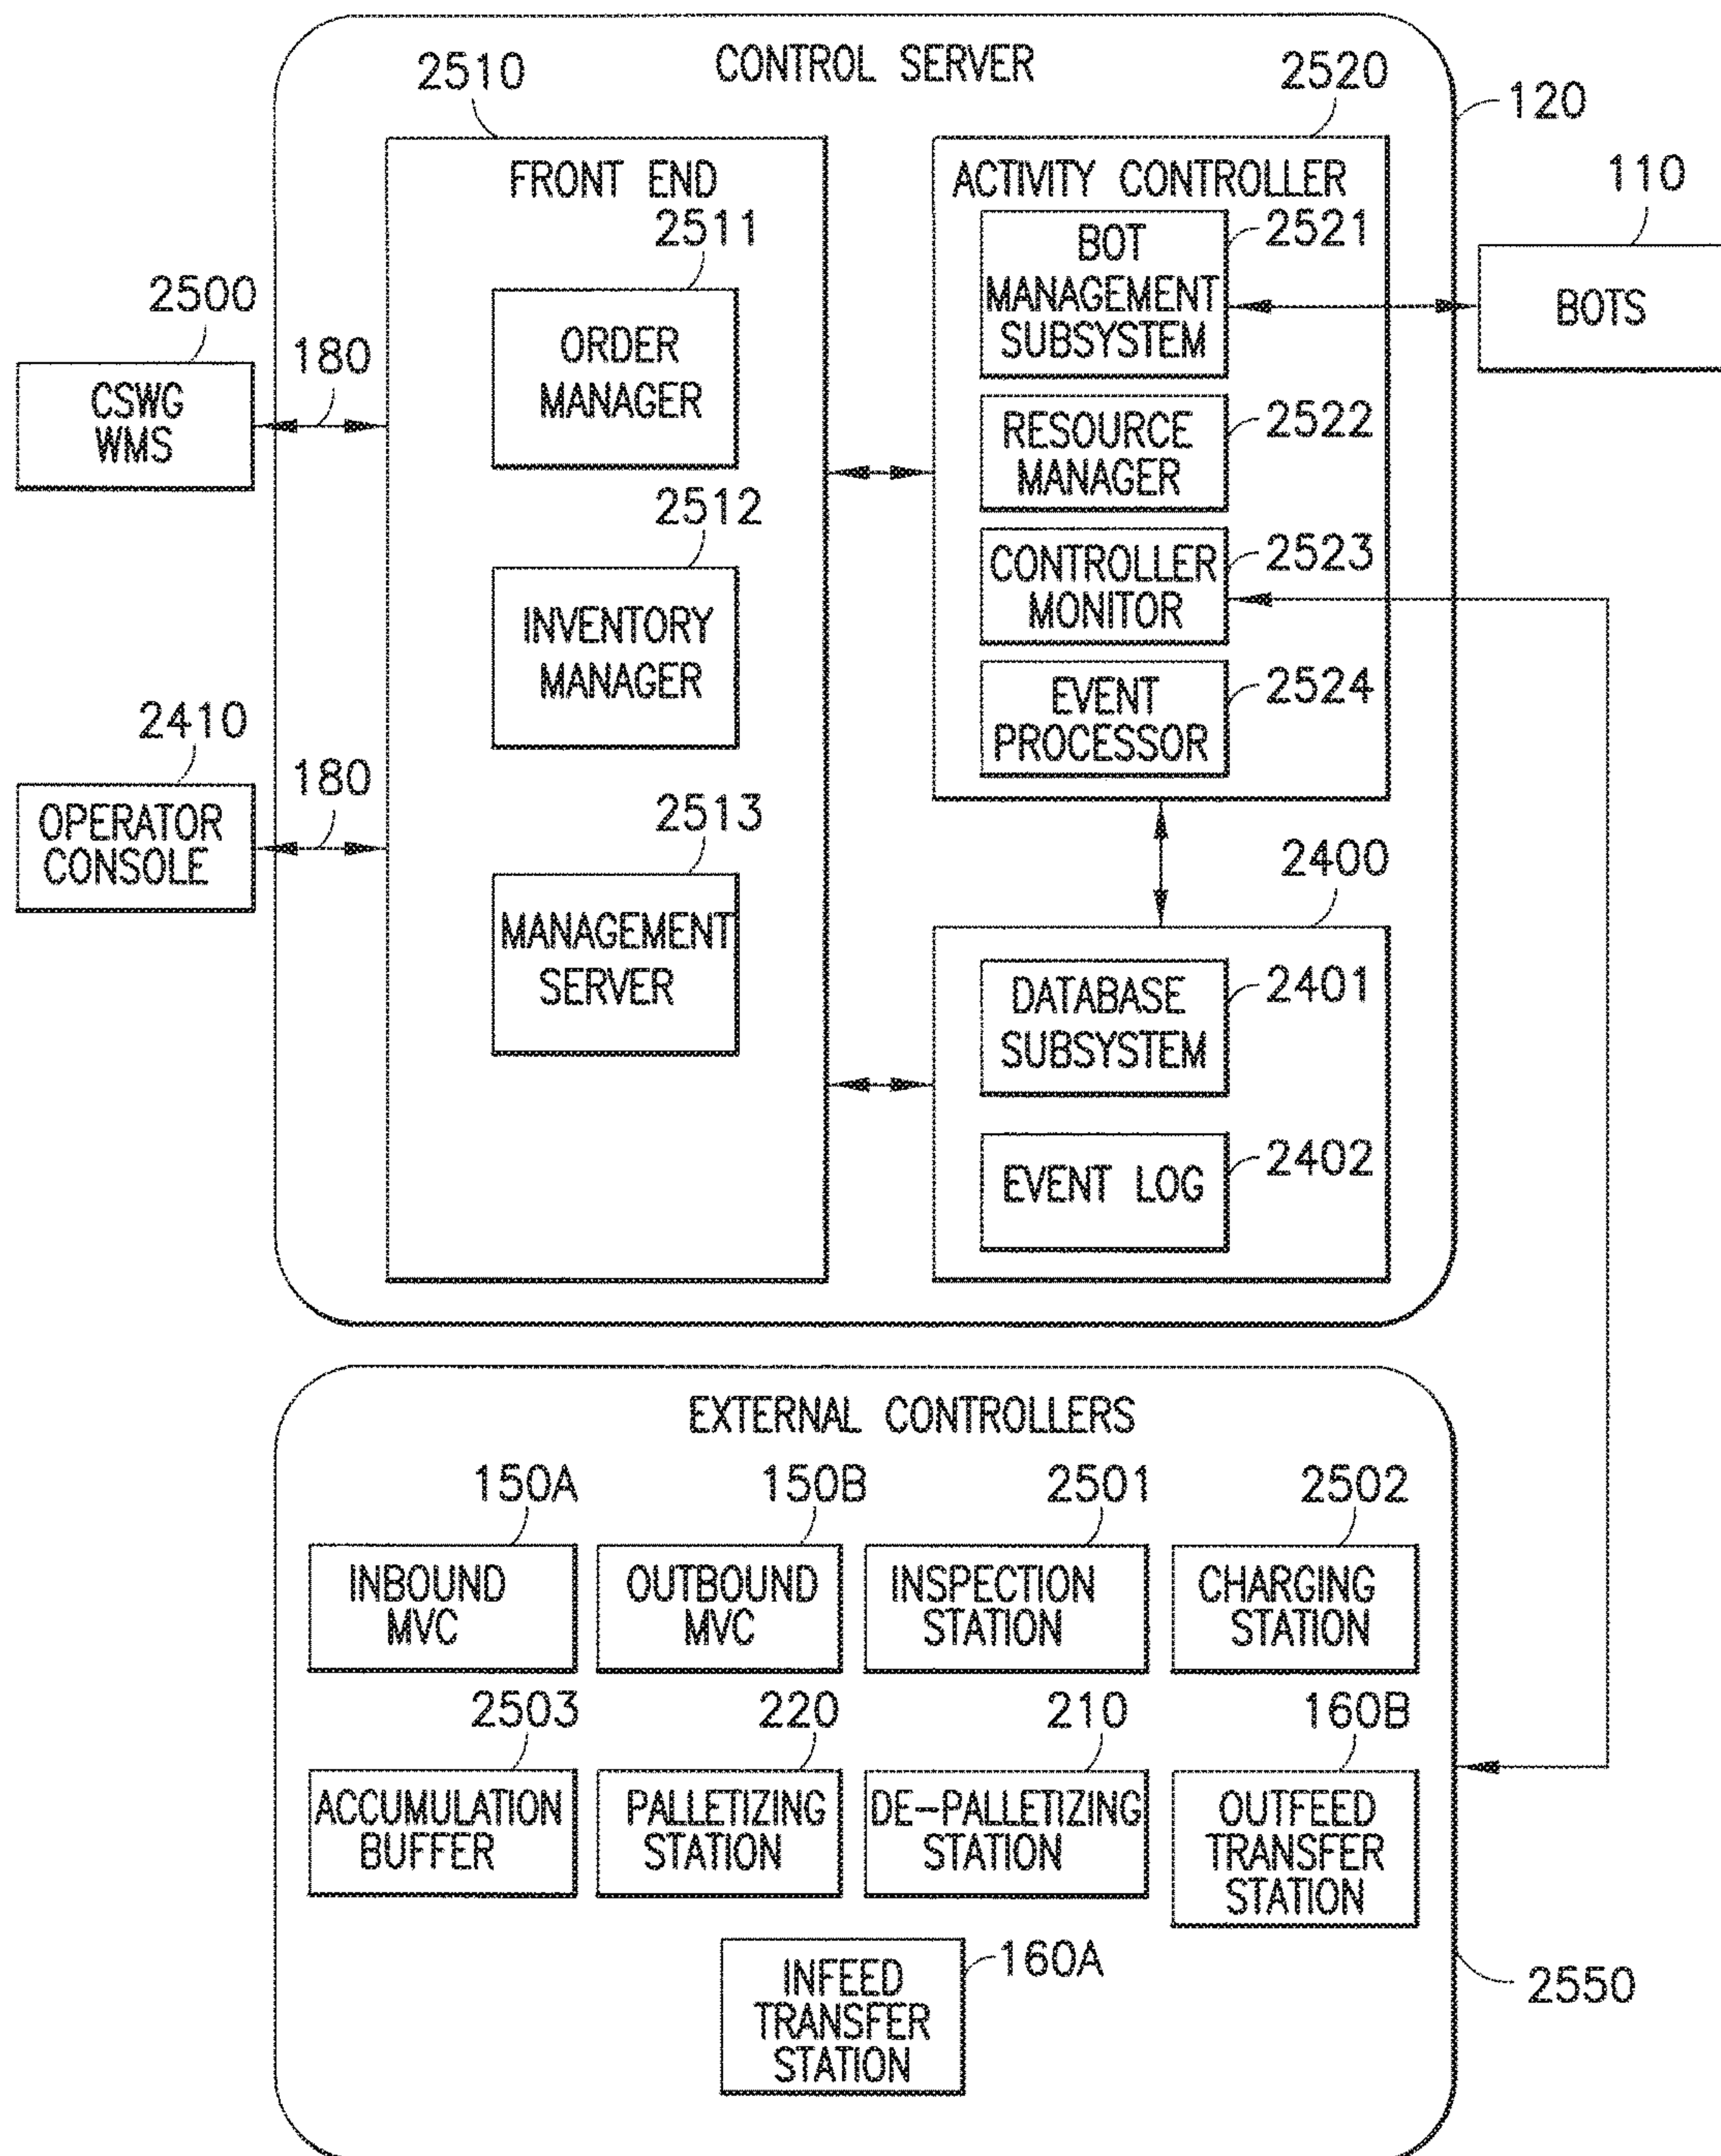 CONTROL SERVER
2510
2520
120
FRONT END
ACTIVITY CONTROLLER
110
2511
BOT
MANAGEMENT
SUBSYSTEM
2521
BOTS
2500
CSWG
WMS
180
ORDER
MANAGER
RESOURCE
MANAGER
2522
2512
CONTROLLER
MONITOR
2523
INVENTORY
MANAGER
EVENT
PROCESSOR
2524
2410
OPERATOR
CONSOLE
180
2513
MANAGEMENT
SERVER
2400
DATABASE
SUBSYSTEM
2401
EVENT LOG
2402
EXTERNAL CONTROLLERS
150A
150B
2501
2502
INBOUND
MVC
OUTBOUND
MVC
INSPECTION
STATION
CHARGING
STATION
2503
220
210
160B
ACCUMULATION
BUFFER
PALLETIZING
STATION
DE-PALLETIZING
STATION
OUTFEED
TRANSFER
STATION
INFEED
TRANSFER
STATION
160A
2550